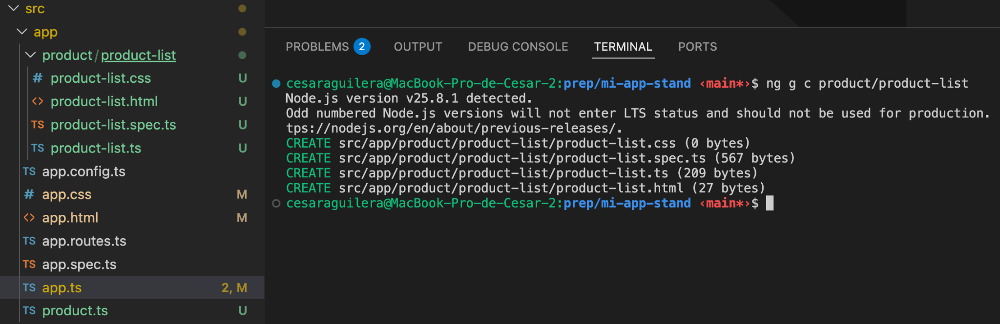 src
app
product/product-list
# product-list.css U
<> product-list.html U
TS product-list.spec.ts U
TS product-list.ts U
TS app.config.ts
# app.css M
<> app.html M
TS app.routes.ts
TS app.spec.ts
TS app.ts 2, M
TS product.ts U
PROBLEMS 2 OUTPUT DEBUG CONSOLE TERMINAL PORTS
cesaraguilera@MacBook-Pro-de-Cesar-2:prep/mi-app-stand ‹main*›$ ng g c product/product-list
Node.js version v25.8.1 detected.
Odd numbered Node.js versions will not enter LTS status and should not be used for production.
tps://nodejs.org/en/about/previous-releases/.
CREATE src/app/product/product-list/product-list.css (0 bytes)
CREATE src/app/product/product-list/product-list.spec.ts (567 bytes)
CREATE src/app/product/product-list/product-list.ts (209 bytes)
CREATE src/app/product/product-list/product-list.html (27 bytes)
cesaraguilera@MacBook-Pro-de-Cesar-2:prep/mi-app-stand ‹main*›$